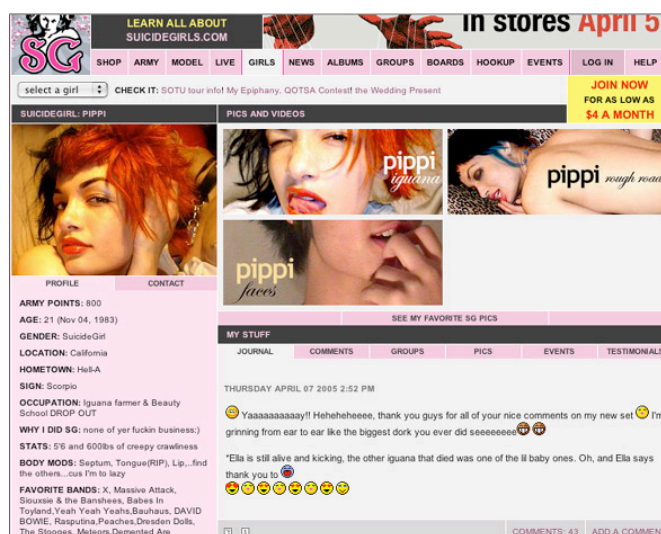 in stores April 5
LEARN ALL ABOUT
SUICIDEGIRLS.COM
SG
SHOP ARMY MODEL LIVE GIRLS NEWS ALBUMS GROUPS BOARDS HOOKUP EVENTS LOG IN HELP
select a girl
CHECK IT: SOTU tour info! My Epiphany. QOTSA Contest! the Wedding Present
JOIN NOW
FOR AS LOW AS
$4 A MONTH
SUICIDEGIRL: PIPPI
PROFILE CONTACT
ARMY POINTS: 800
AGE: 21 (Nov 04, 1983)
GENDER: SuicideGirl
LOCATION: California
HOMETOWN: Hell-A
SIGN: Scorpio
OCCUPATION: Iguana farmer & Beauty
School DROP OUT
WHY I DID SG: none of yer fuckin business:)
STATS: 5'6 and 600lbs of creepy crawliness
BODY MODS: Septum, Tongue(RIP), Lip,..find
the others...cus I'm to lazy
FAVORITE BANDS: X, Massive Attack,
Siouxsie & the Banshees, Babes In
Toyland,Yeah Yeah Yeahs,Bauhaus, DAVID
BOWIE, Rasputina,Peaches,Dresden Dolls,
The Stooges, Meteors,Demented Are
PICS AND VIDEOS
pippi
iguana
pippi rough road
pippi
faces
SEE MY FAVORITE SG PICS
MY STUFF
JOURNAL COMMENTS GROUPS PICS EVENTS TESTIMONIALS
THURSDAY APRIL 07 2005 2:52 PM
Yaaaaaaaaay!! Heheheheeee, thank you guys for all of your nice comments on my new set I'm
grinning from ear to ear like the biggest dork you ever did seeeeeeee
*Ella is still alive and kicking, the other iguana that died was one of the lil baby ones. Oh, and Ella says
thank you to
COMMENTS: 43 ADD A COMMEN